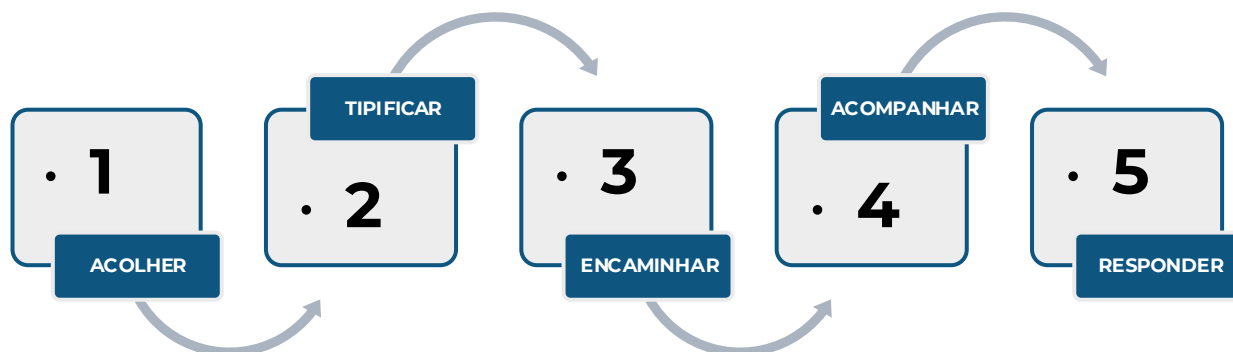 • 1
ACOLHER
TIPIFICAR
• 2
• 3
ENCAMINHAR
ACOMPANHAR
• 4
• 5
RESPONDER